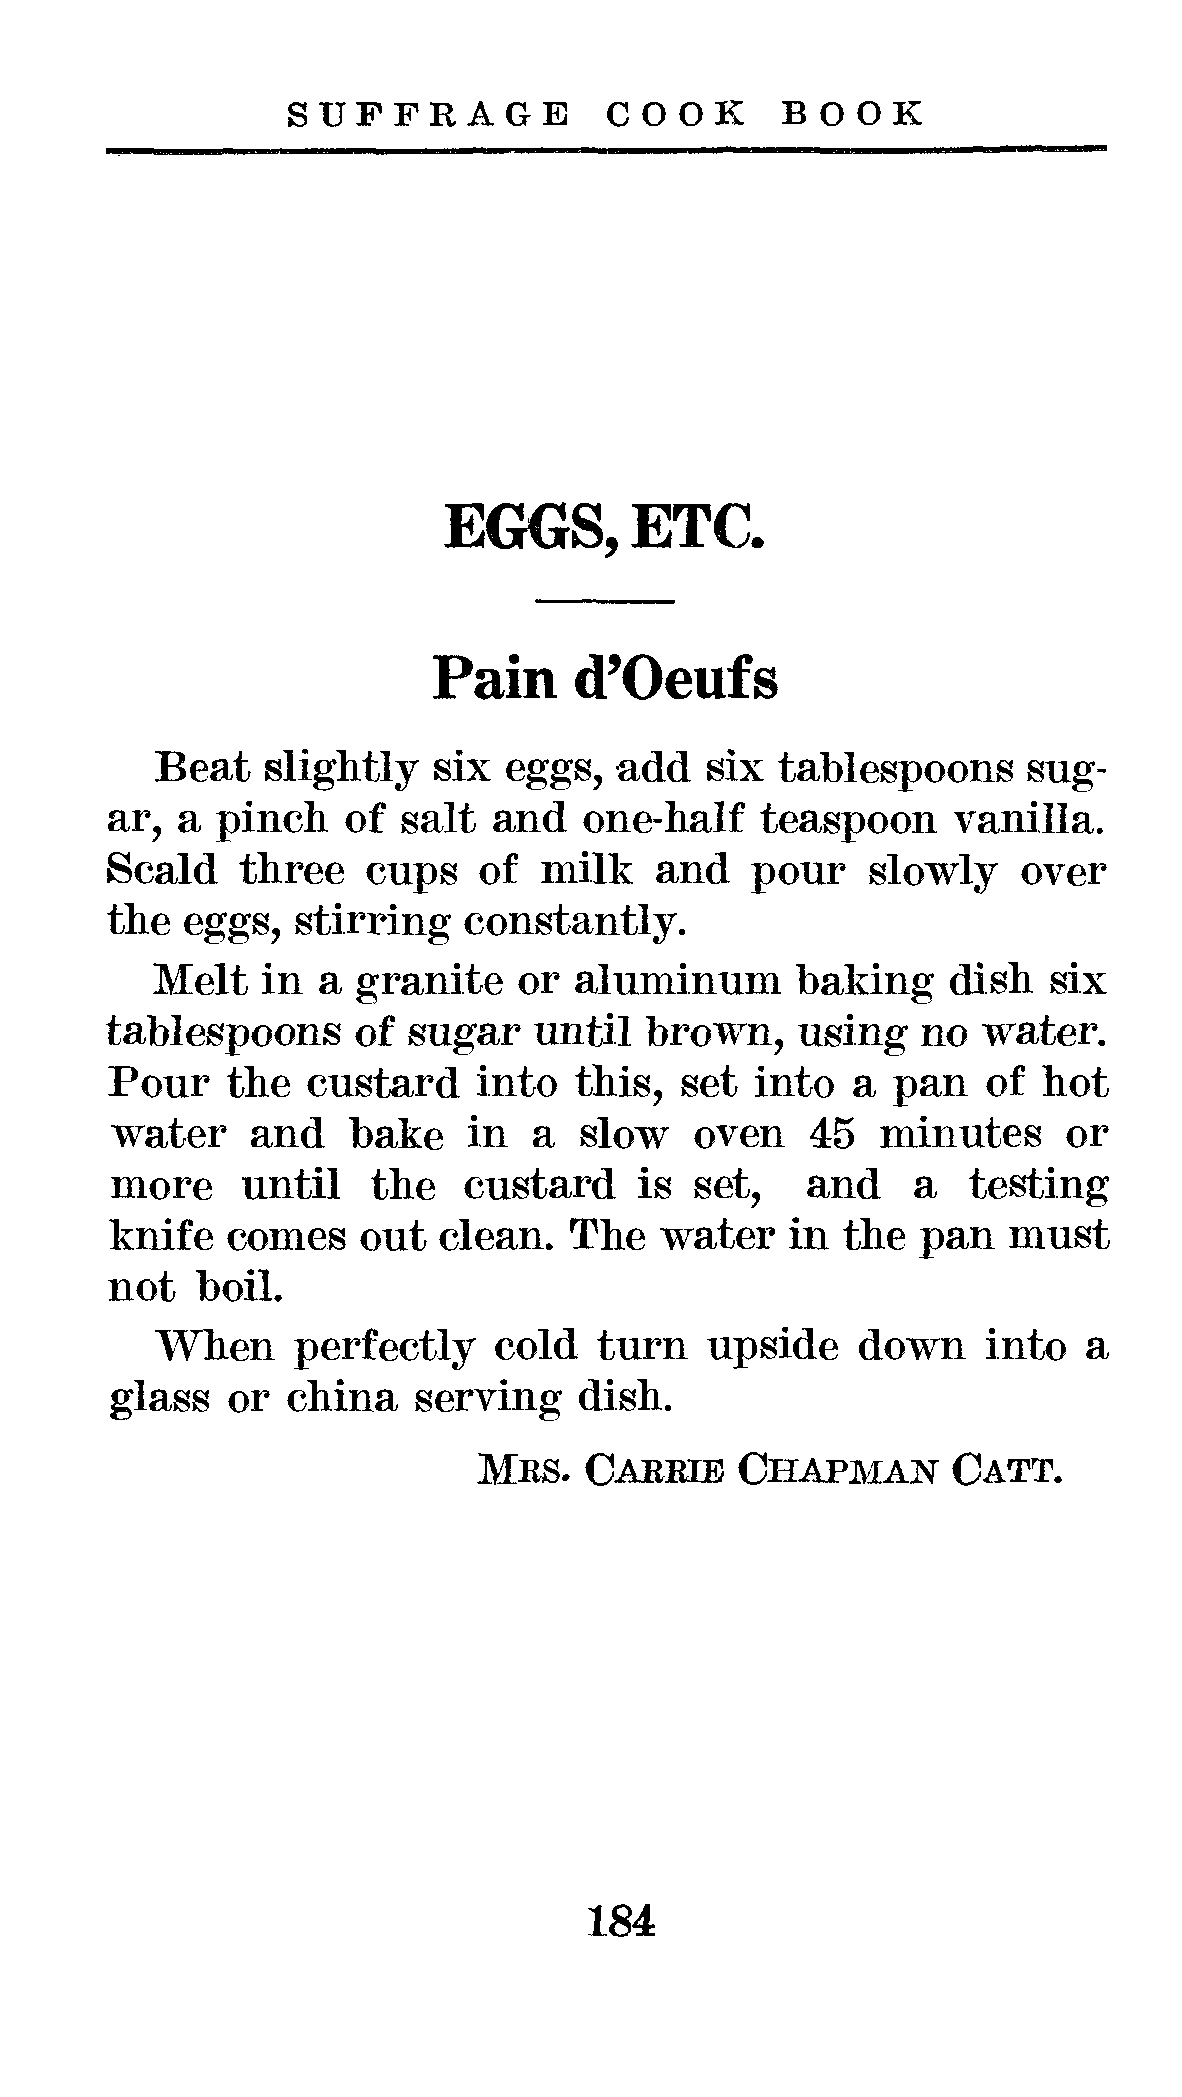 SUFFRAGE COOK BOOK
EGGS, ETC.
Pain d'Oeufs
Beat slightly six eggs, add six tablespoons sug-
ar, a pinch of salt and one-half teaspoon vanilla.
Scald three cups of milk and pour slowly over
the eggs, stirring constantly.
Melt in a granite or aluminum baking dish six
tablespoons of sugar until brown, using no water.
Pour the custard into this, set into a pan of hot
water and bake in a slow oven 45 minutes or
more until the custard is set, and a testing
knife comes out clean. The water in the pan must
not boil.
When perfectly cold turn upside down into a
glass or china serving dish.
MRS. CARRIE CHAPMAN CATT.
184